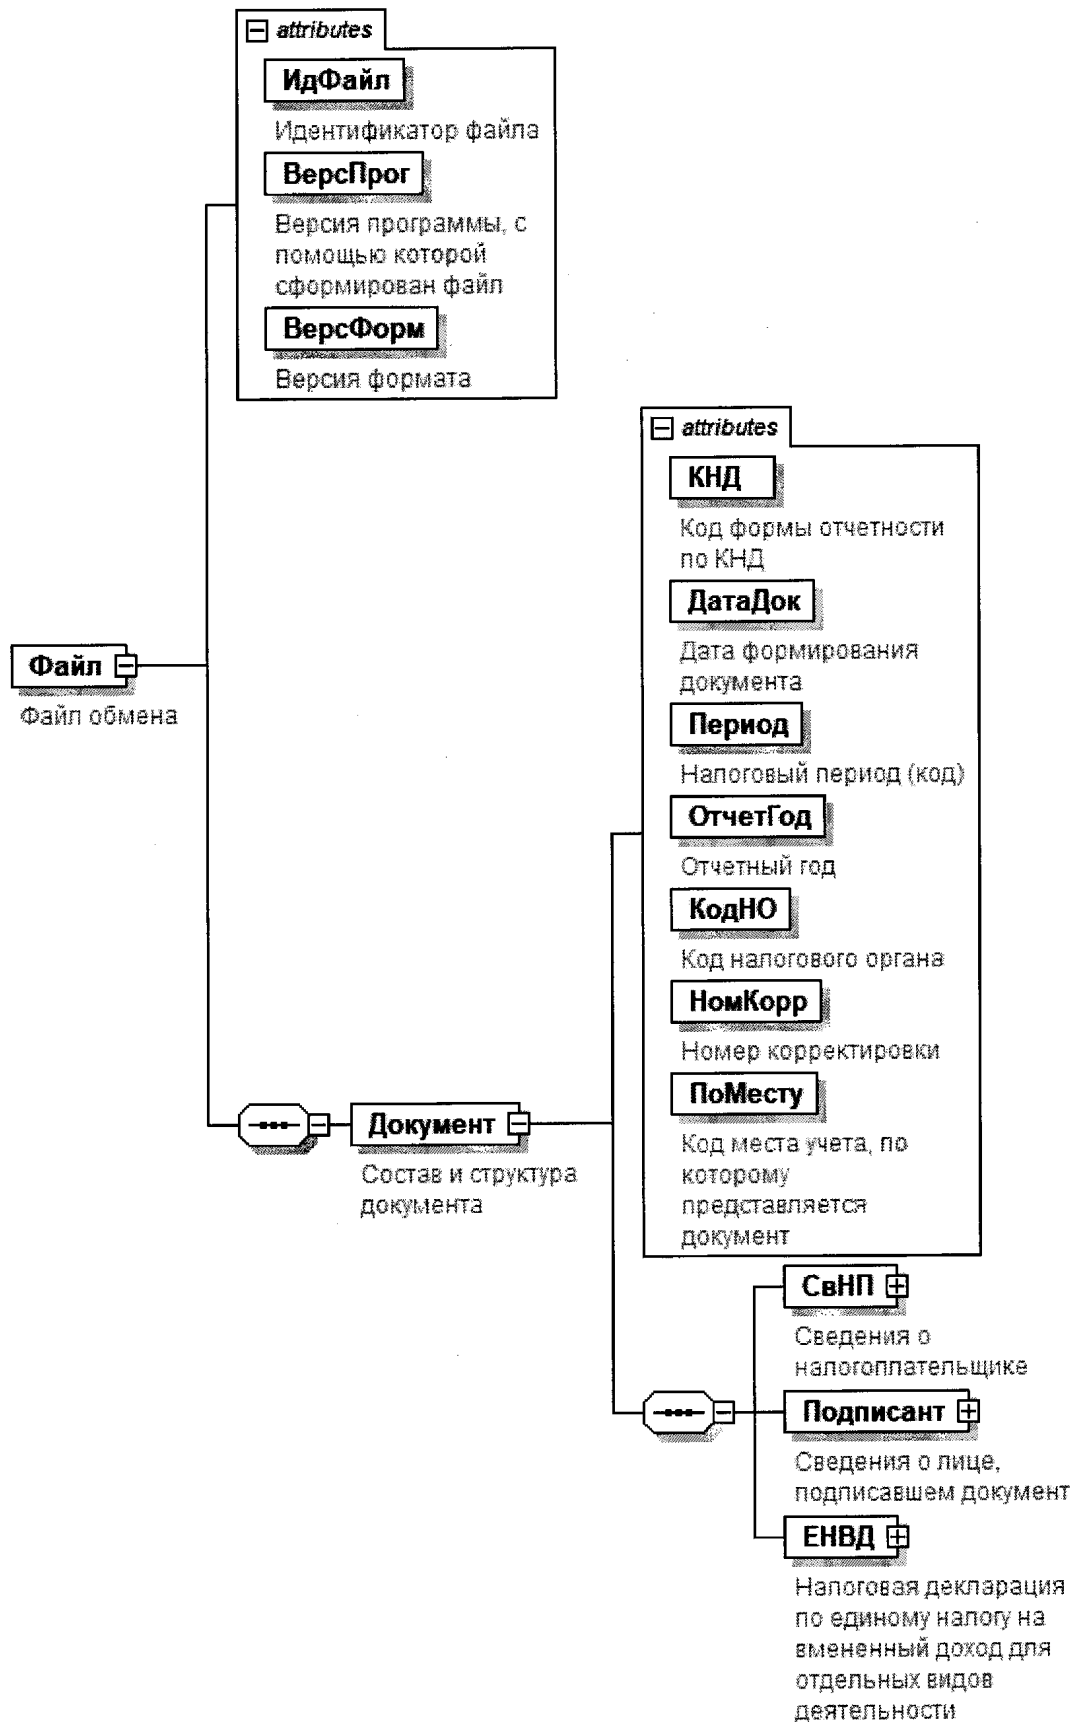 attributes
ИдФайл
Идентификатор файла
ВерсПрог
Версия программы, с
помощью которой
сформирован файл
ВерсФорм
Версия формата
attributes
КНД
Код формы отчетности
по КНД
ДатаДок
Дата формирования
документа
Период
Налоговый период (код)
ОтчетГод
Отчетный год
КодНО
Код налогового органа
НомКорр
Номер корректировки
ПоМесту
Код места учета, по
которому
представляется
документ
Файл
Файл обмена
Документ
Состав и структура
документа
СвНП
Сведения о
налогоплательщике
Подписант
Сведения о лице,
подписавшем документ
ЕНВД
Налоговая декларация
по единому налогу на
вмененный доход для
отдельных видов
деятельности